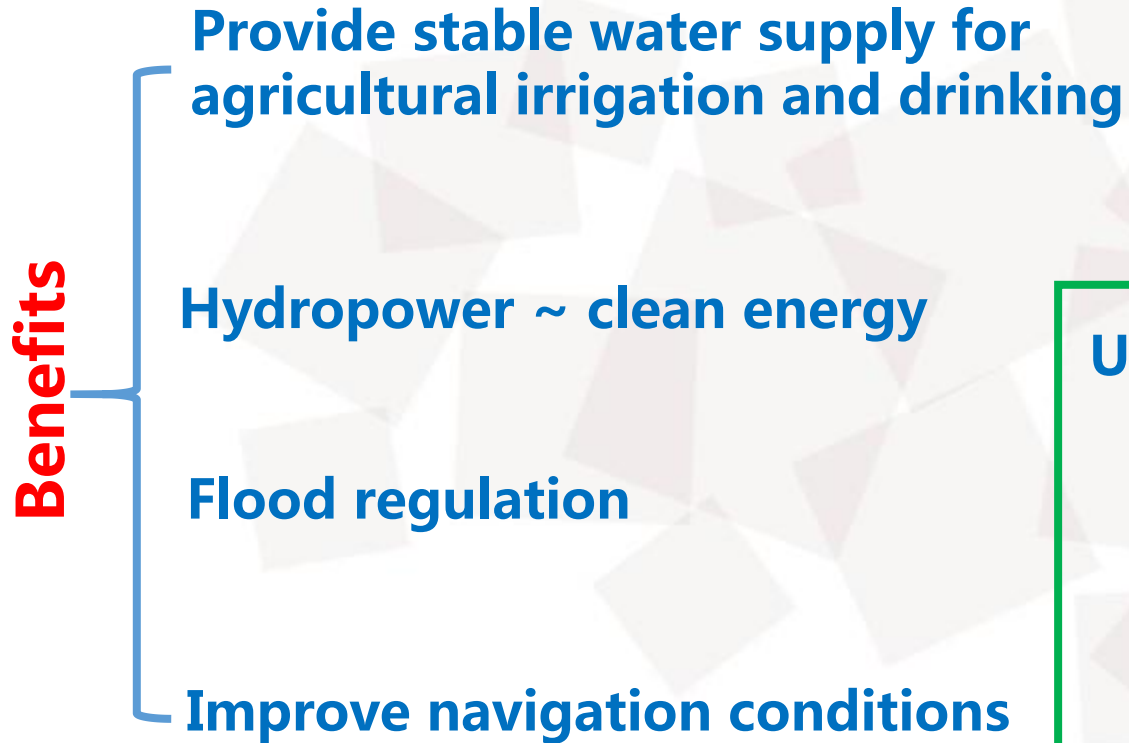 Provide stable water supply for
agricultural irrigation and drinking
Benefits
Hydropower ~ clean energy
Flood regulation
Improve navigation conditions